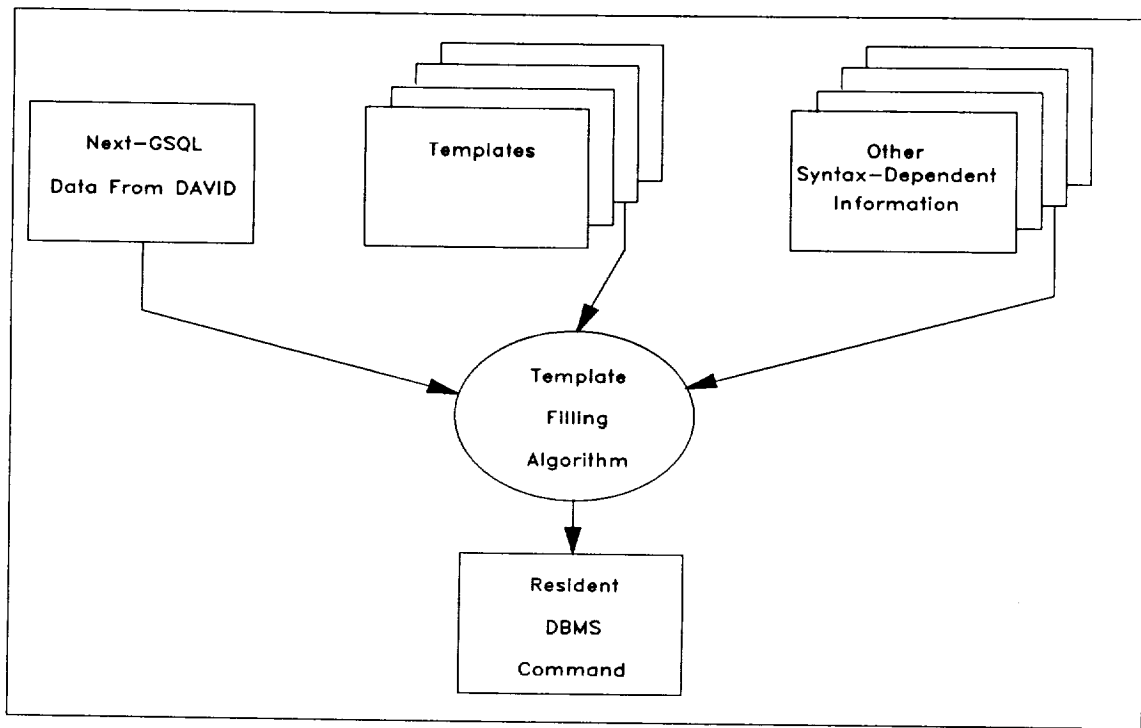 Next-GSQL
Data From DAVID
Templates
Other
Syntax-Dependent
Information
Template
Filling
Algorithm
Resident
DBMS
Command